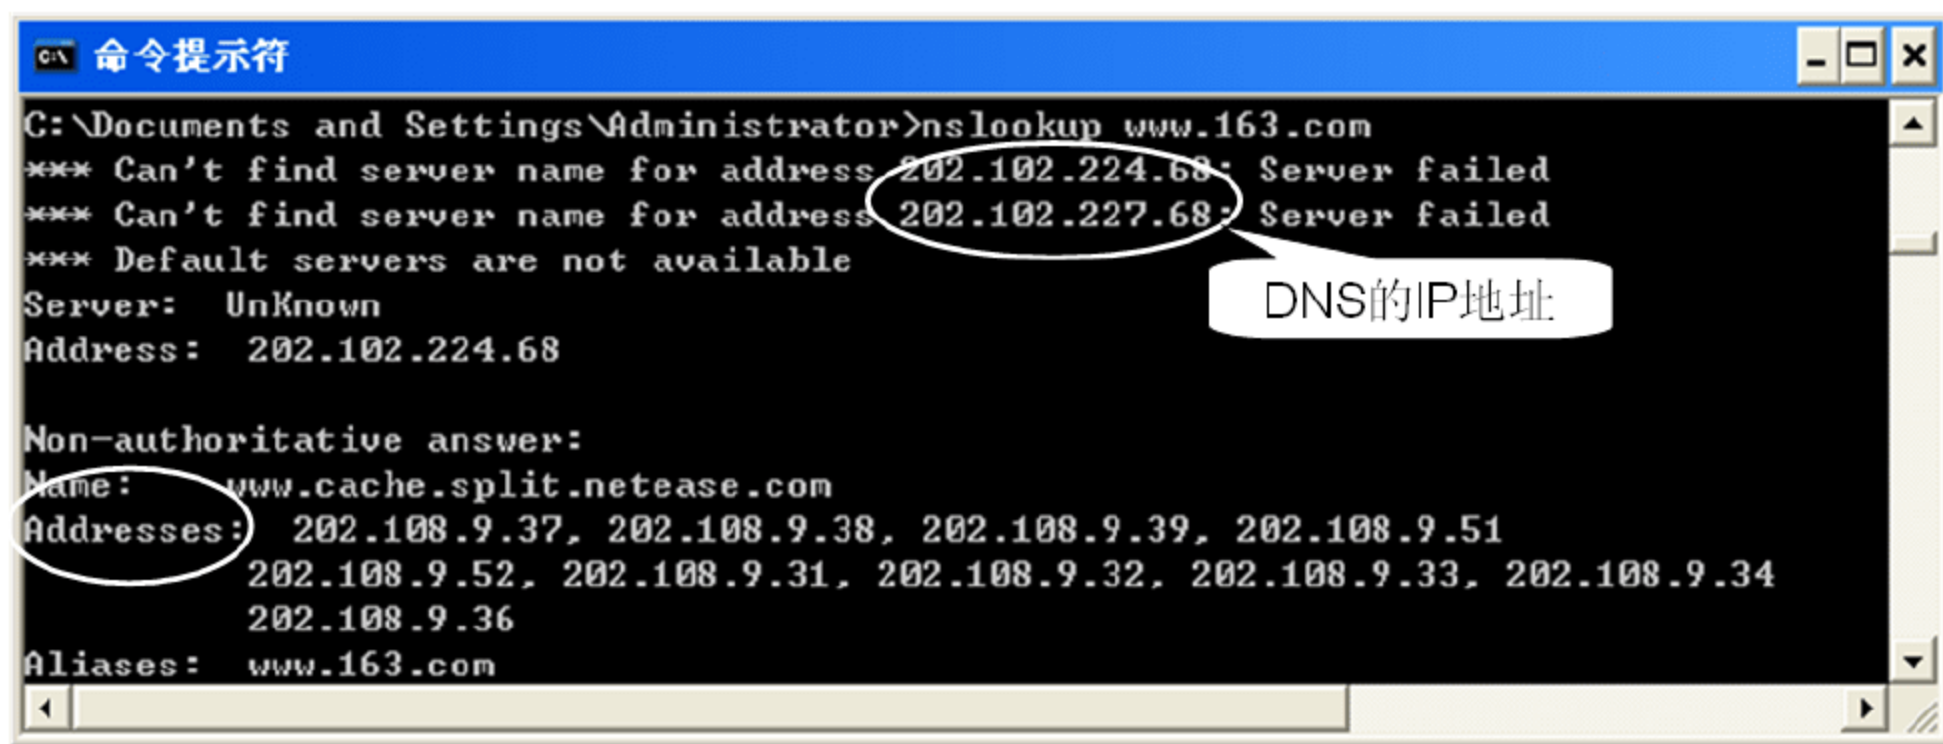 命令提示符
C:\Documents and Settings\Administrator>nslookup www.163.com
*** Can't find server name for address 202.102.224.68: Server failed
*** Can't find server name for address 202.102.227.68: Server failed
*** Default servers are not available
Server:  UnKnown
DNS的IP地址
Address:  202.102.224.68
Non-authoritative answer:
Name:    www.cache.split.netease.com
Addresses:  202.108.9.37, 202.108.9.38, 202.108.9.39, 202.108.9.51
202.108.9.52, 202.108.9.31, 202.108.9.32, 202.108.9.33, 202.108.9.34
202.108.9.36
Aliases:  www.163.com